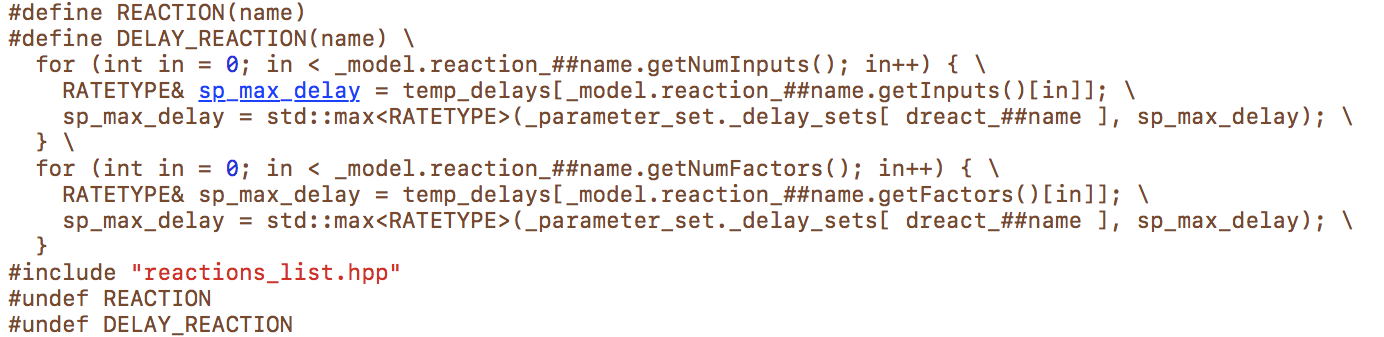 #define REACTION(name)
#define DELAY_REACTION(name) \
  for (int in = 0; in < _model.reaction_##name.getNumInputs(); in++) { \
    RATETYPE& sp_max_delay = temp_delays[_model.reaction_##name.getInputs()[in]]; \
    sp_max_delay = std::max<RATETYPE>(_parameter_set._delay_sets[ dreact_##name ], sp_max_delay); \
  } \
  for (int in = 0; in < _model.reaction_##name.getNumFactors(); in++) { \
    RATETYPE& sp_max_delay = temp_delays[_model.reaction_##name.getFactors()[in]]; \
    sp_max_delay = std::max<RATETYPE>(_parameter_set._delay_sets[ dreact_##name ], sp_max_delay); \
  }
#include "reactions_list.hpp"
#undef REACTION
#undef DELAY_REACTION